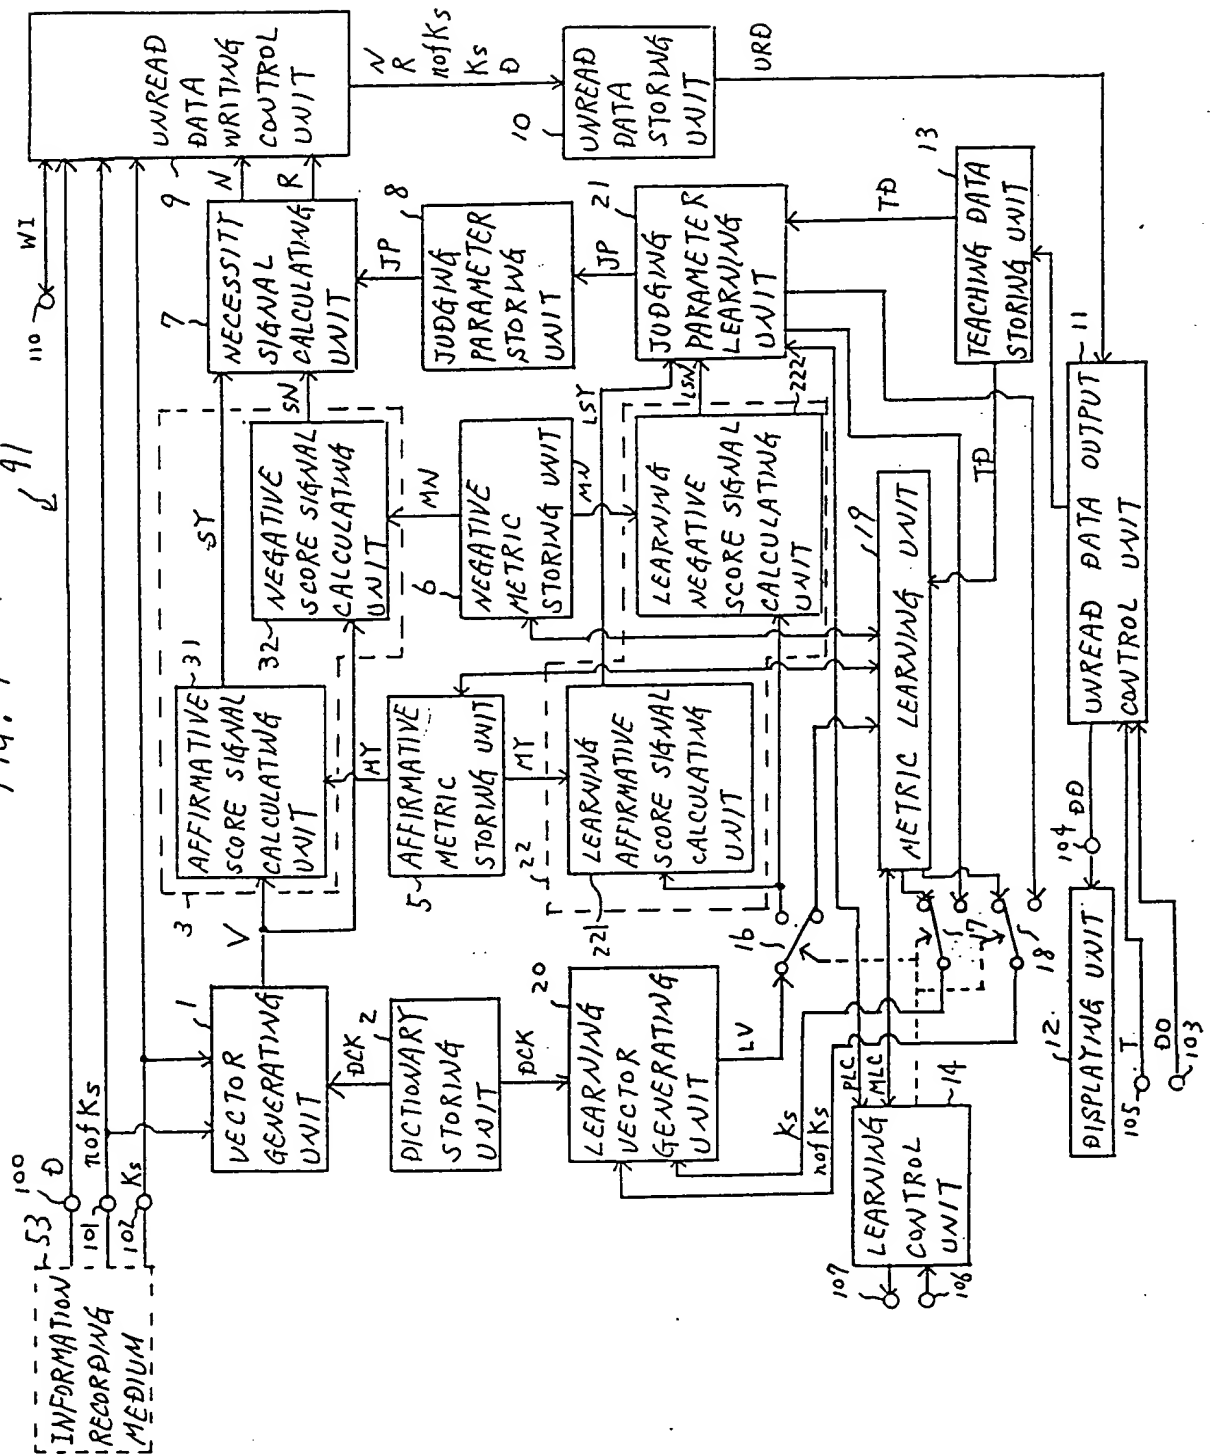 91
INFORMATION
RECORDING
MEDIUM
53
100
D
101
nofKs
102
Ks
110
WI
UNREAD
DATA
WRITING
CONTROL
UNIT
9
N
R
N
R
nofKs
Ks
D
10
UNREAD
DATA
STORING
UNIT
URD
1
VECTOR
GENERATING
UNIT
V
3
AFFIRMATIVE
SCORE SIGNAL
CALCULATING
UNIT
31
SY
32
NEGATIVE
SCORE SIGNAL
CALCULATING
UNIT
SN
7
NECESSITY
SIGNAL
CALCULATING
UNIT
DCK
2
DICTIONARY
STORING
UNIT
DCK
MY
5
AFFIRMATIVE
METRIC
STORING UNIT
MY
MN
6
NEGATIVE
METRIC
STORING UNIT
MN
JP
8
JUDGING
PARAMETER
STORING
UNIT
JP
20
LEARNING
VECTOR
GENERATING
UNIT
LV
22
221
LEARNING
AFFIRMATIVE
SCORE SIGNAL
CALCULATING
UNIT
LSY
LEARNING
NEGATIVE
SCORE SIGNAL
CALCULATING
UNIT
222
LSN
21
JUDGING
PARAMETER
LEARNING
UNIT
TD
13
TEACHING DATA
STORING UNIT
TD
16
17
18
19
METRIC LEARNING UNIT
Ks
nofKs
PLC
MLC
14
LEARNING
CONTROL
UNIT
107
106
12
DISPLAYING UNIT
104
DD
11
UNREAD DATA OUTPUT
CONTROL UNIT
105
T
DO
103